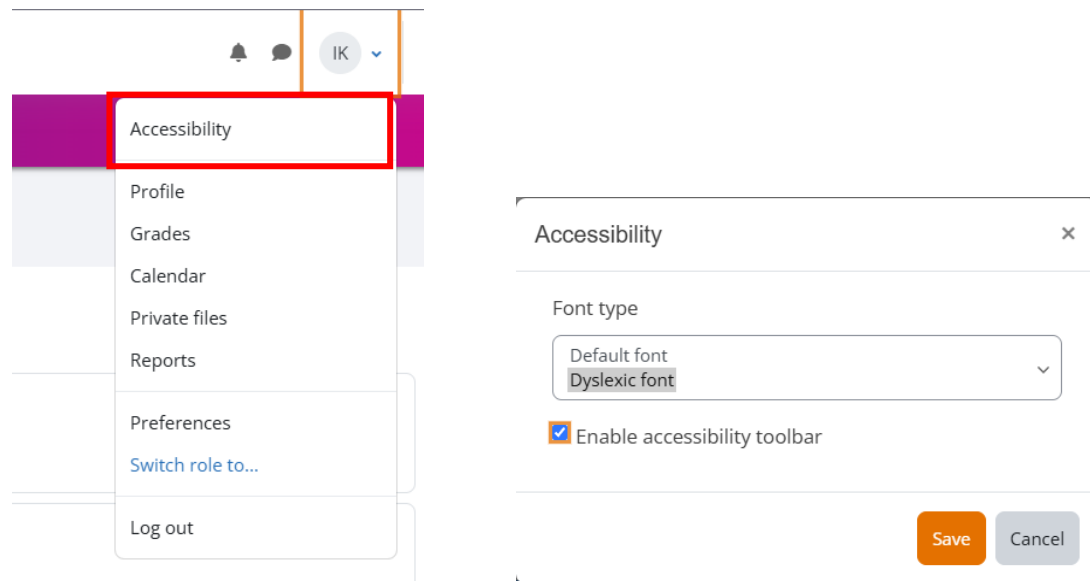 IK
Accessibility
Profile
Grades
Calendar
Private files
Reports
Preferences
Switch role to...
Log out
Accessibility
Font type
Default font
Dyslexic font
Enable accessibility toolbar
Save
Cancel